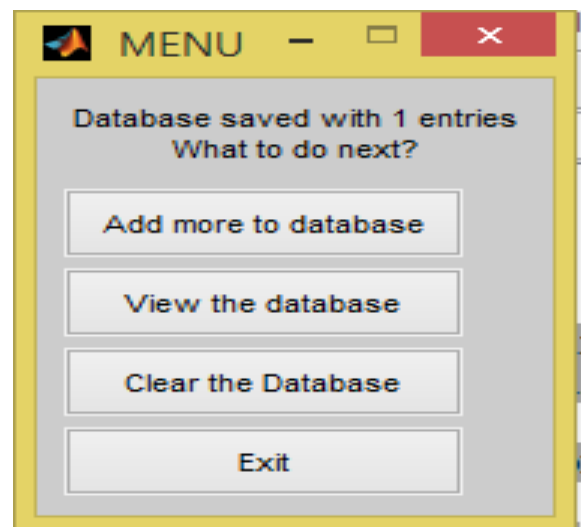 MENU
Database saved with 1 entries
What to do next?
Add more to database
View the database
Clear the Database
Exit